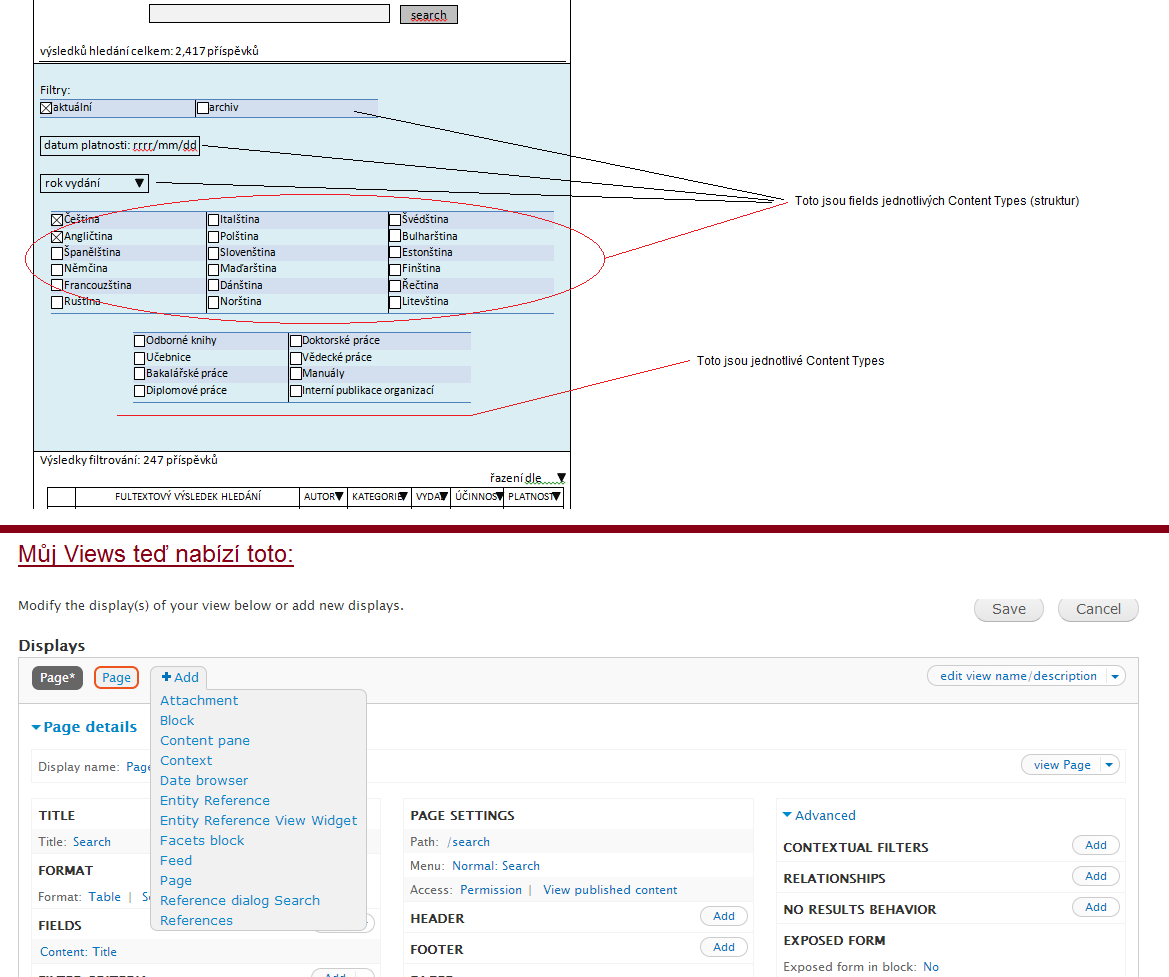 search
výsledků hledání celkem: 2,417 příspěvků
Filtry:
aktuální archiv
datum platnosti: rrrr/mm/dd
rok vydání
Toto jsou fields jednotlivých Content Types (struktur)
Čeština Italština Švédština
Angličtina Polština Bulharština
Španělština Slovenština Estonština
Němčina Maďarština Finština
Francouzština Dánština Řečtina
Ruština Norština Litevština
Odborné knihy Doktorské práce
Učebnice Vědecké práce
Bakalářské práce Manuály
Diplomové práce Interní publikace organizací
Toto jsou jednotlivé Content Types
Výsledky filtrování: 247 příspěvků
řazení dle
FULTEXTOVÝ VÝSLEDEK HLEDÁNÍ AUTOR KATEGORIE VYDA ÚČINNOS PLATNOST
Můj Views teď nabízí toto:
Modify the display(s) of your view below or add new displays.
Save Cancel
Displays
Page* Page Add edit view name/description
Attachment
Block
Content pane
Context
Date browser
Entity Reference
Entity Reference View Widget
Facets block
Feed
Page
Reference dialog Search
References
Page details
Display name: Page view Page
TITLE
Title: Search
FORMAT
Format: Table |
FIELDS
Content: Title
Add
PAGE SETTINGS
Path: /search
Menu: Normal: Search
Access: Permission | View published content
HEADER Add
FOOTER Add
Advanced
CONTEXTUAL FILTERS Add
RELATIONSHIPS Add
NO RESULTS BEHAVIOR Add
EXPOSED FORM
Exposed form in block: No